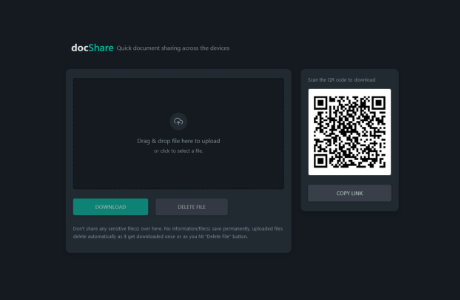 docShare Quick document sharing across the devices
Scan the QR code to download
Drag & drop file here to upload
or click to select a file.
DOWNLOAD
DELETE FILE
COPY LINK
Don't share any sensitive file(s) over here. No information/file(s) save permanently. uploaded files
delete automatically as it get downloaded once or as you hit "Delete File" button.